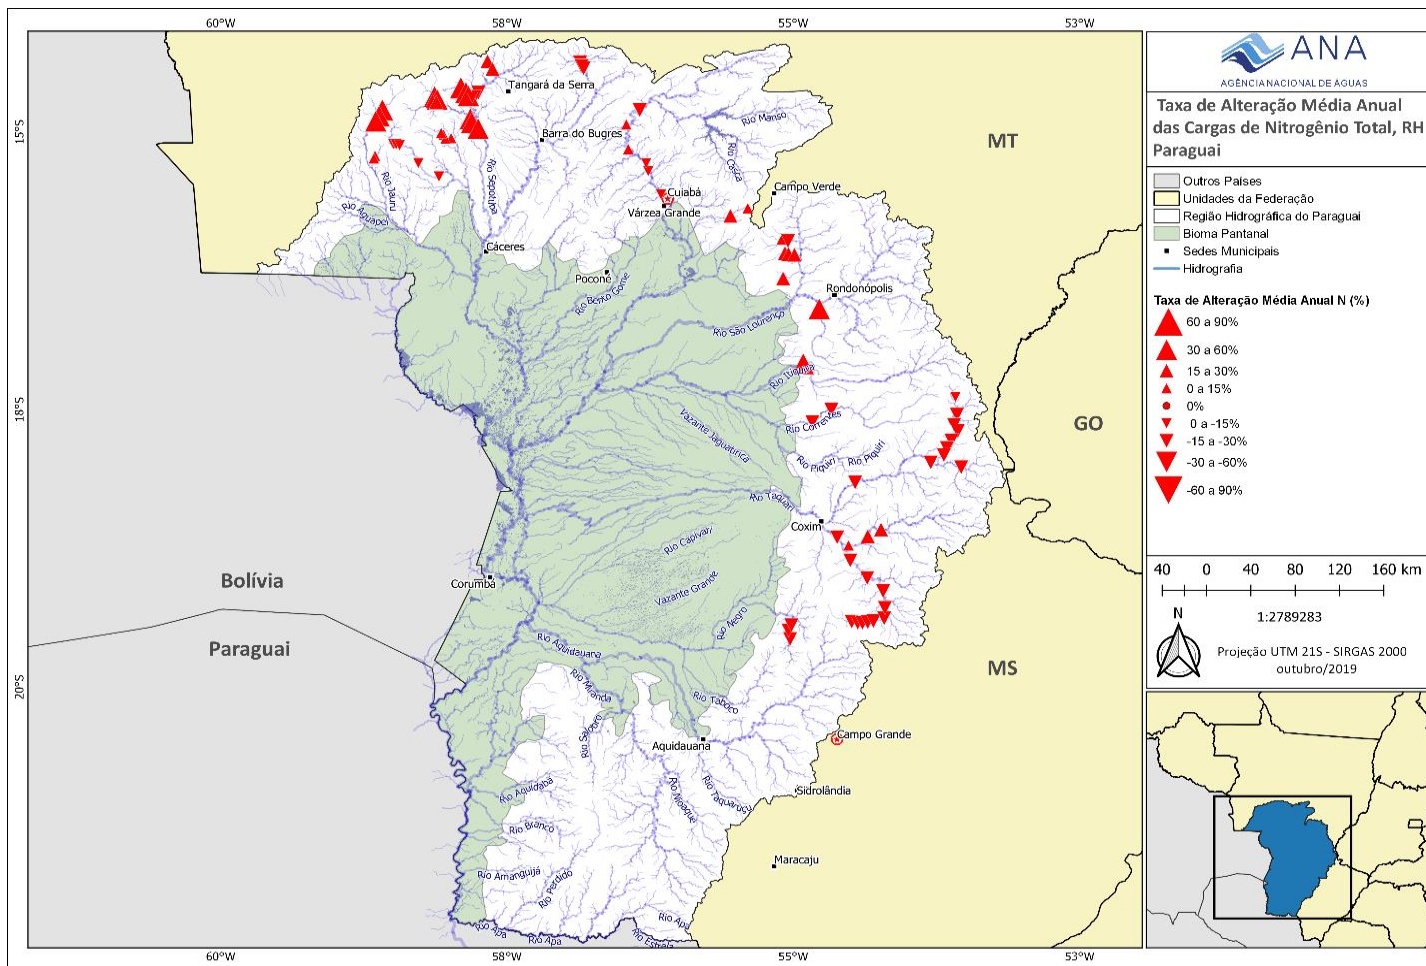 60°W
58°W
55°W
53°W
ANA
AGÊNCIA NACIONAL DE ÁGUAS
Taxa de Alteração Média Anual
das Cargas de Nitrogênio Total, RH
Paraguai
Outros Países
Unidades da Federação
Região Hidrográfica do Paraguai
Bioma Pantanal
Sedes Municipais
Hidrografia
Taxa de Alteração Média Anual N (%)
60 a 90%
30 a 60%
15 a 30%
0 a 15%
0%
0 a -15%
-15 a -30%
-30 a -60%
-60 a 90%
40 0 40 80 120 160 km
N
1:2789283
Projeção UTM 21S - SIRGAS 2000
outubro/2019
15°S
18°S
20°S
MT
GO
MS
Bolívia
Paraguai
Tangará da Serra
Barra do Bugres
Rio Manso
Rio Casca
Rio Sepotuba
Rio Jauru
Rio Aguapeí
Cuiabá
Várzea Grande
Campo Verde
Cáceres
Poconé
Rio Bento Gome
Rondonópolis
Rio São Lourenço
Rio Itiquira
Rio Correntes
Vazante Jaguatirica
Rio Piquiri
Rio Piquiri
Rio Taquari
Coxim
Rio Capivari
Corumbá
Vazante Grande
Rio Negro
Rio Aquidauana
Rio Miranda
Rio Taboco
Rio Salobro
Aquidauana
Campo Grande
Rio Aquidabã
Rio Nioaque
Rio Taquaruçu
Sidrolândia
Rio Branco
Maracaju
Rio Amanguijá
Rio Perdido
Rio Apa
Rio Apa
Rio Apa
Rio Estrela
60°W
58°W
55°W
53°W